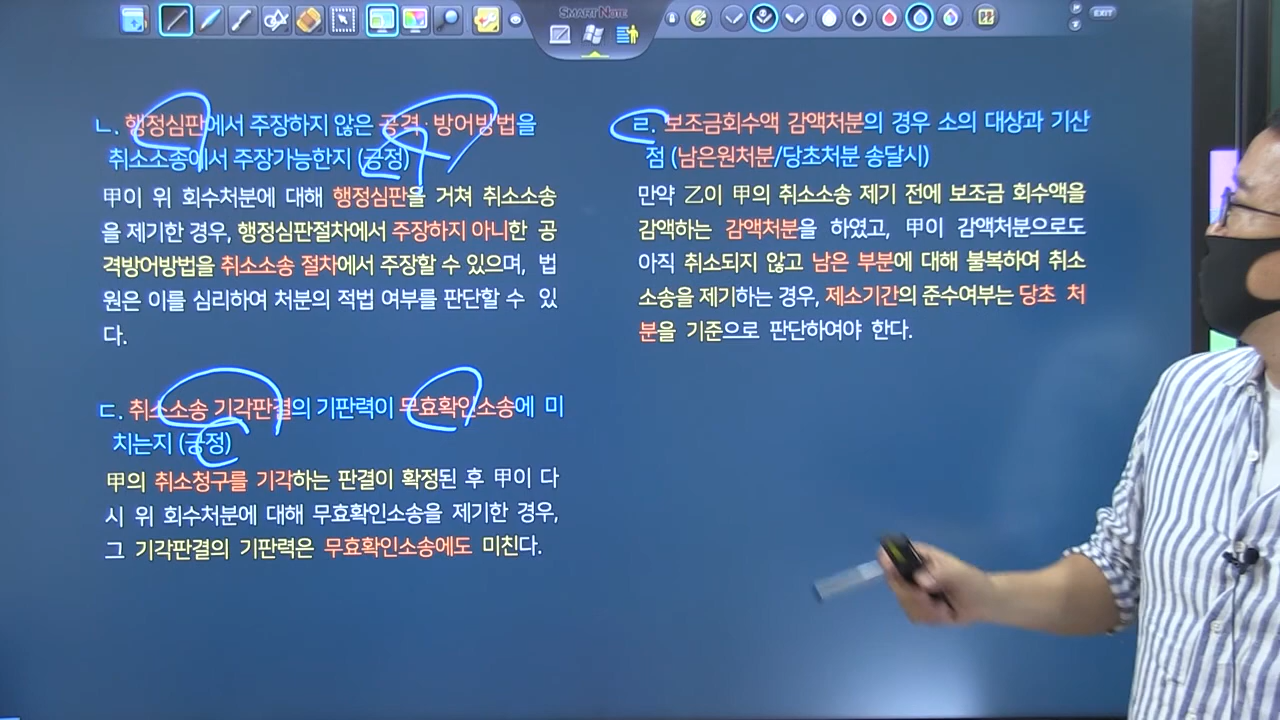 SMART NOTE
EXIT
ㄴ. 행정심판에서 주장하지 않은 공격·방어방법을
취소소송에서 주장가능한지 (긍정)
甲이 위 회수처분에 대해 행정심판을 거쳐 취소소송
을 제기한 경우, 행정심판절차에서 주장하지 아니한 공
격방어방법을 취소소송 절차에서 주장할 수 있으며, 법
원은 이를 심리하여 처분의 적법 여부를 판단할 수 있
다.
ㄷ. 취소소송 기각판결의 기판력이 무효확인소송에 미
치는지 (긍정)
甲의 취소청구를 기각하는 판결이 확정된 후 甲이 다
시 위 회수처분에 대해 무효확인소송을 제기한 경우,
그 기각판결의 기판력은 무효확인소송에도 미친다.
ㄹ. 보조금회수액 감액처분의 경우 소의 대상과 기산
점 (남은원처분/당초처분 송달시)
만약 乙이 甲의 취소소송 제기 전에 보조금 회수액을
감액하는 감액처분을 하였고, 甲이 감액처분으로도
아직 취소되지 않고 남은 부분에 대해 불복하여 취소
소송을 제기하는 경우, 제소기간의 준수여부는 당초 처
분을 기준으로 판단하여야 한다.